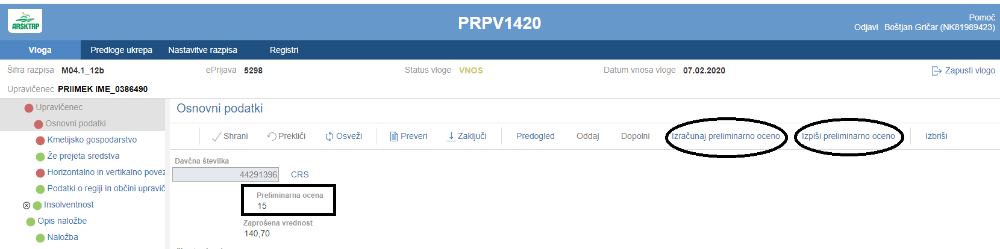 ARSKTRP
PRPV1420
Pomoč
Odjavi Boštjan Gričar (NK81989423)
Vloga Predloge ukrepa Nastavitve razpisa Registri
Šifra razpisa M04.1_12b ePrijava 5298 Status vloge VNOS Datum vnosa vloge 07.02.2020 Zapusti vlogo
Upravičenec PRIIMEK IME_0386490
Upravičenec
Osnovni podatki
Kmetijsko gospodarstvo
Že prejeta sredstva
Horizontalno in vertikalno povez
Podatki o regiji in občini upravič
Insolventnost
Opis naložbe
Naložba
Osnovni podatki
Shrani Prekliči Osveži Preveri Zaključi Predogled Oddaj Dopolni Izračunaj preliminarno oceno Izpiši preliminarno oceno Izbriši
Davčna številka
44291396 CRS
Preliminarna ocena
15
Zaprošena vrednost
140,70